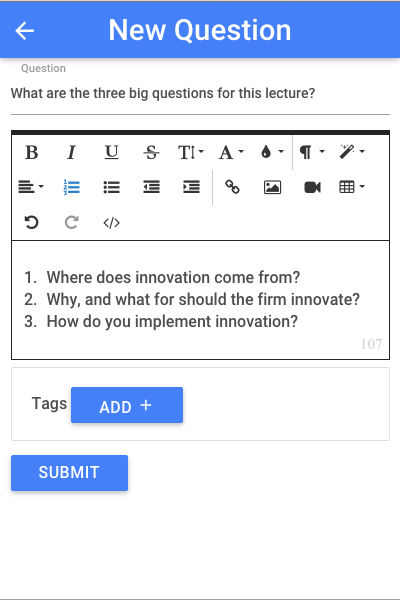 New Question
Question
What are the three big questions for this lecture?
1. Where does innovation come from?
2. Why, and what for should the firm innovate?
3. How do you implement innovation?
107
Tags ADD +
SUBMIT